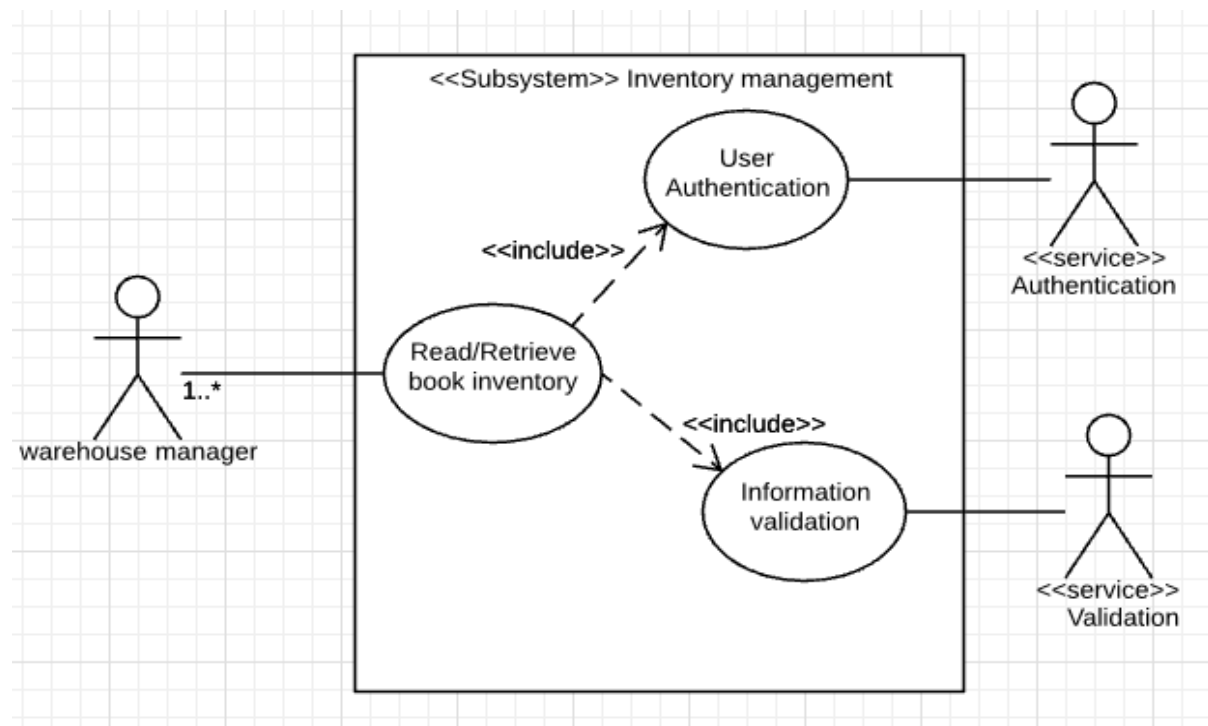 <<Subsystem>> Inventory management
User
Authentication
<<include>>
<<service>>
Authentication
Read/Retrieve
book inventory
1..*
warehouse manager
<<include>>
Information
validation
<<service>>
Validation